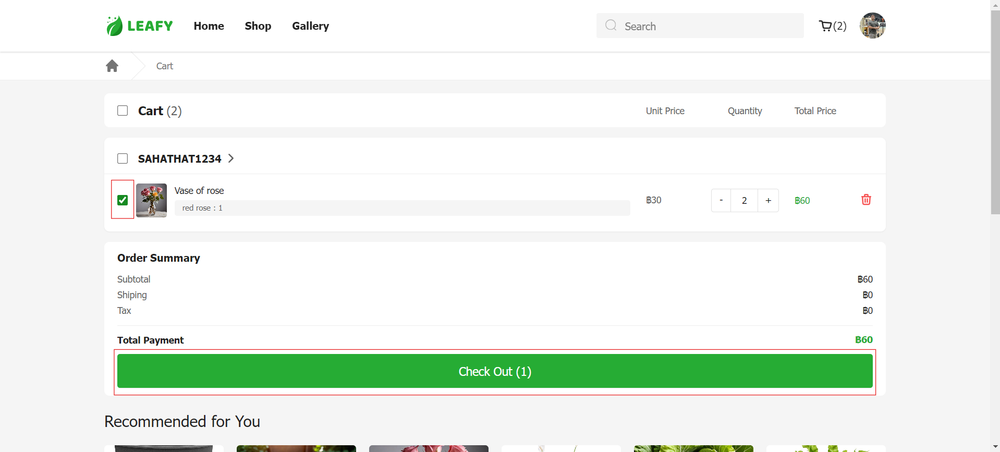 LEAFY Home Shop Gallery Search (2)
Cart
Cart (2) Unit Price Quantity Total Price
SAHATHAT1234
Vase of rose
red rose : 1
฿30 - 2 + ฿60
Order Summary
Subtotal ฿60
Shiping ฿0
Tax ฿0
Total Payment ฿60
Check Out (1)
Recommended for You